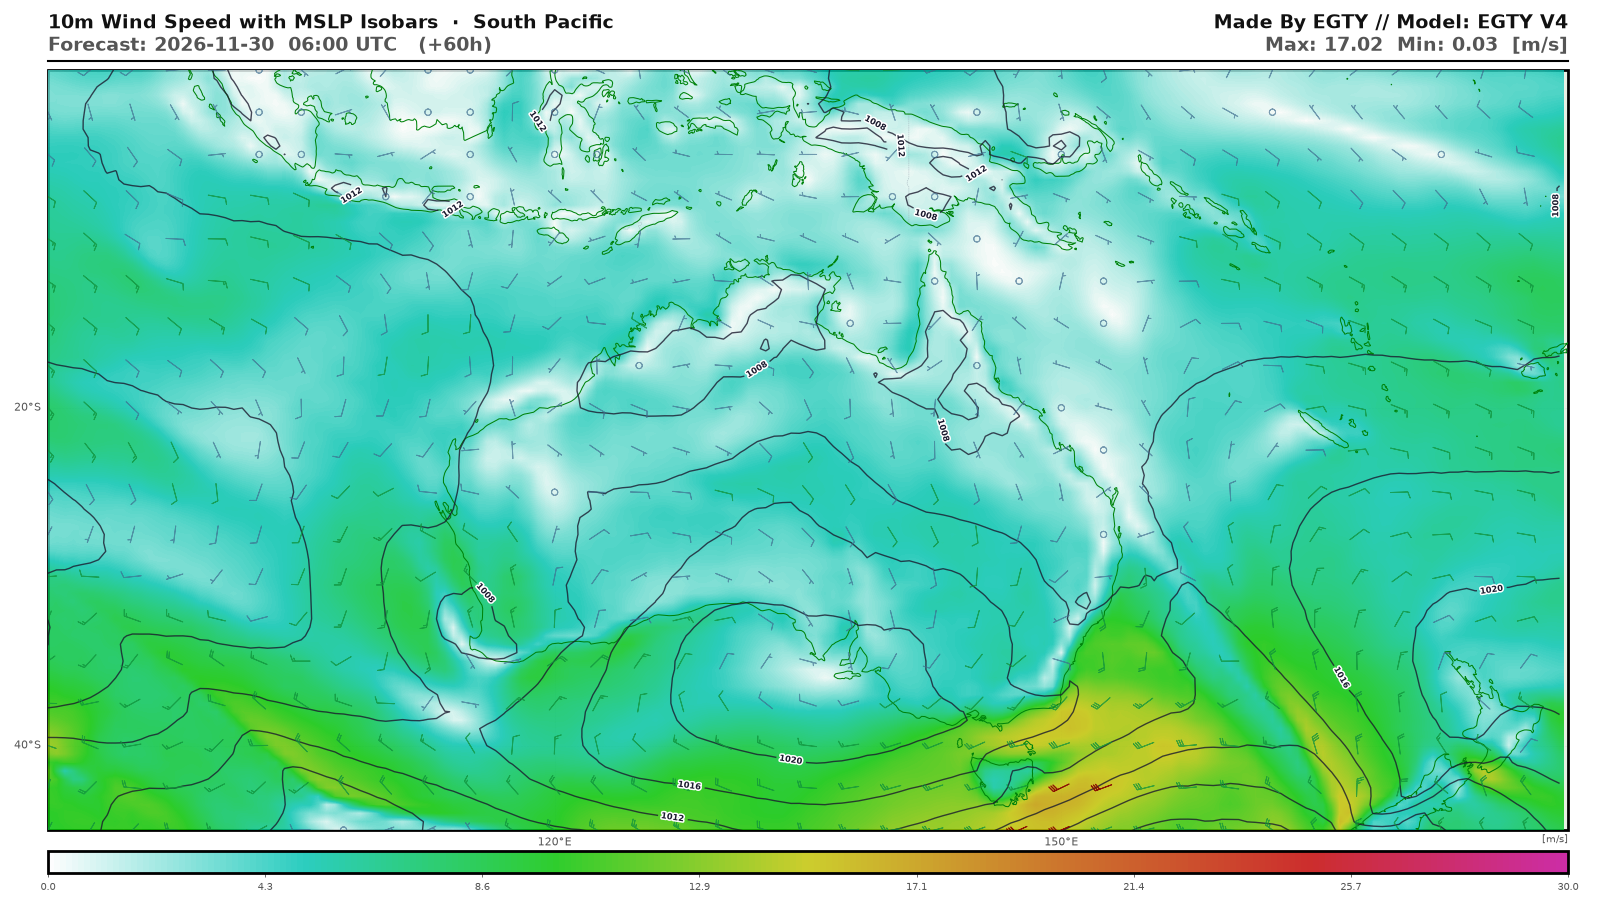 10m Wind Speed with MSLP Isobars · South Pacific
Made By EGTY // Model: EGTY V4
Forecast: 2026-11-30 06:00 UTC (+60h)
Max: 17.02 Min: 0.03 [m/s]
1012
1008
1012
1012
1012
1012
1008
1008
1008
1008
1008
1020
1016
1020
1016
1012
20°S
40°S
120°E
150°E
[m/s]
0.0
4.3
8.6
12.9
17.1
21.4
25.7
30.0